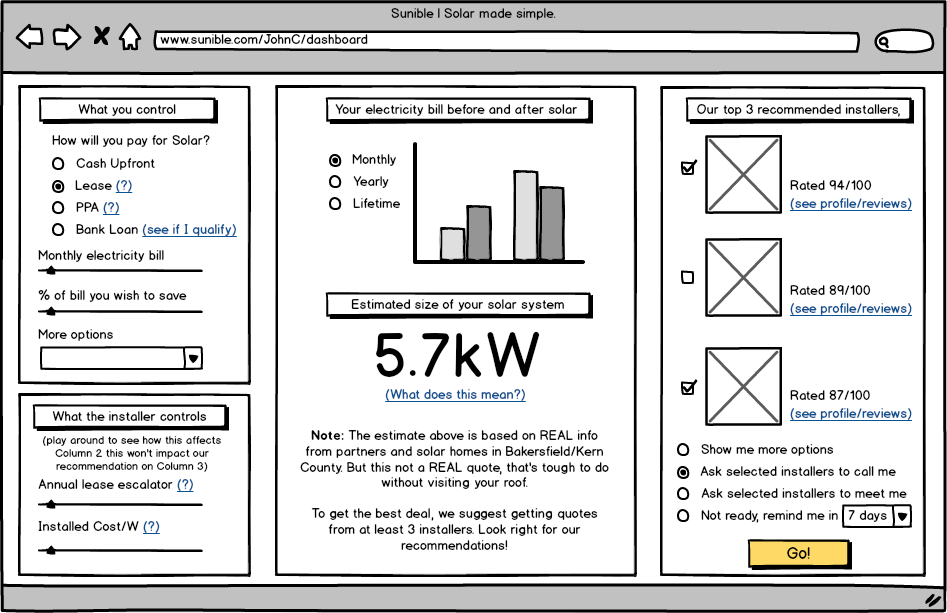 Sunible | Solar made simple.
www.sunible.com/JohnC/dashboard
What you control
How will you pay for Solar?
Cash Upfront
Lease (?)
PPA (?)
Bank Loan (see if I qualify)
Monthly electricity bill
% of bill you wish to save
More options
What the installer controls
(play around to see how this affects
Column 2 this won't impact our
recommendation on Column 3)
Annual lease escalator (?)
Installed Cost/W (?)
Your electricity bill before and after solar
Monthly
Yearly
Lifetime
Estimated size of your solar system
5.7kW
(What does this mean?)
Note: The estimate above is based on REAL info
from partners and solar homes in Bakersfield/Kern
County. But this not a REAL quote, that's tough to do
without visiting your roof.
To get the best deal, we suggest getting quotes
from at least 3 installers. Look right for our
recommendations!
Our top 3 recommended installers,
Rated 94/100
(see profile/reviews)
Rated 89/100
(see profile/reviews)
Rated 87/100
(see profile/reviews)
Show me more options
Ask selected installers to call me
Ask selected installers to meet me
Not ready, remind me in 7 days
Go!